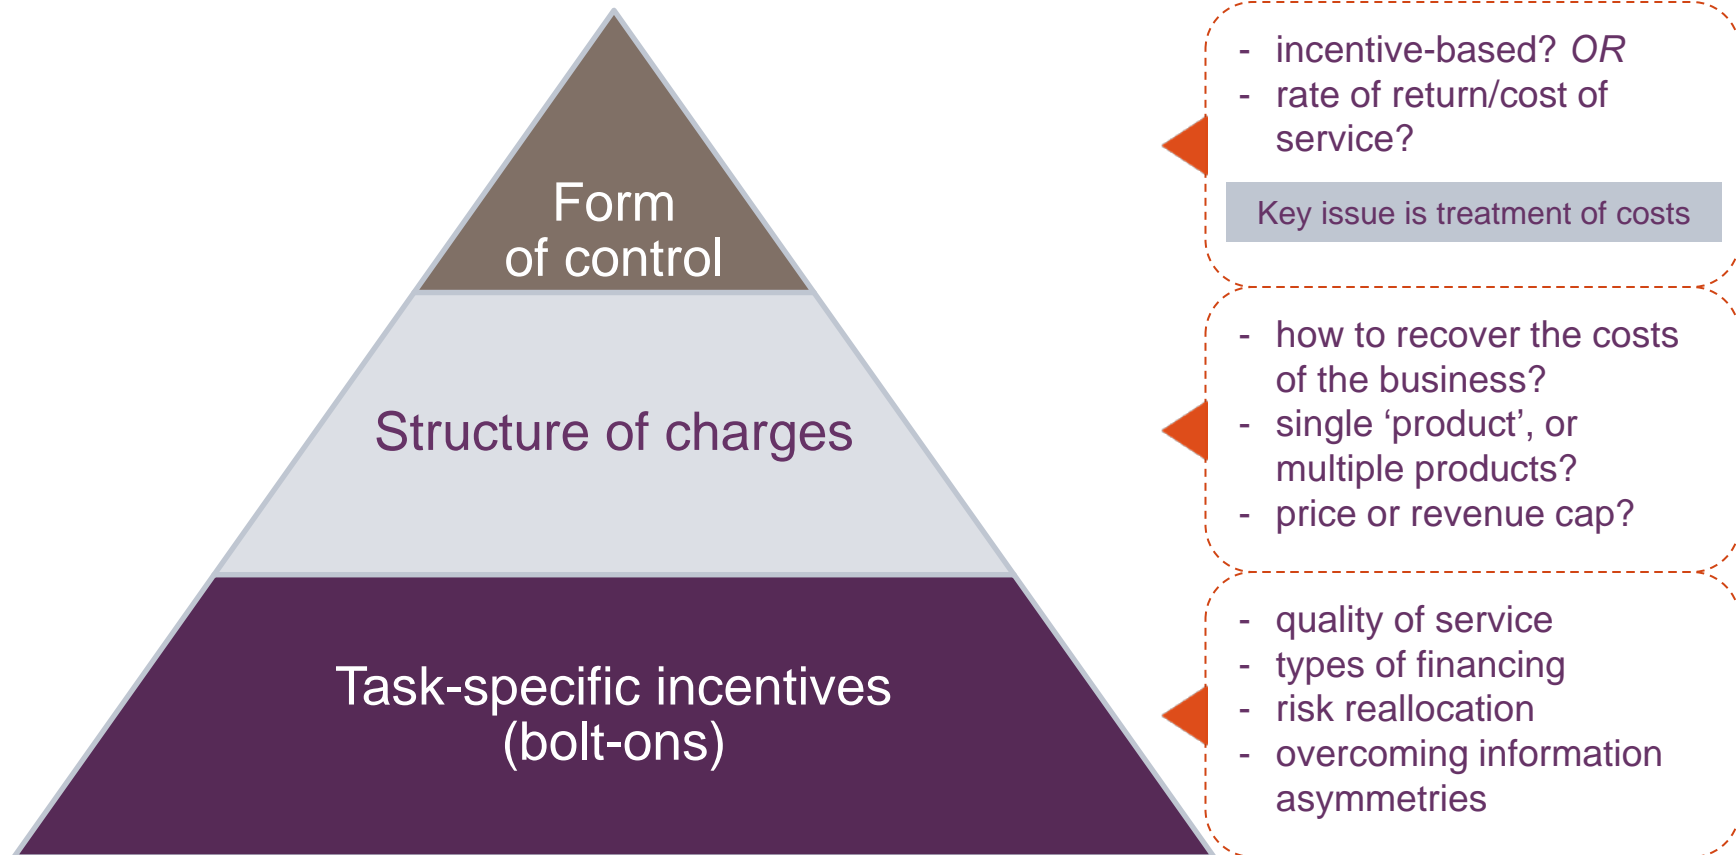 Form
of control
- incentive-based? OR
- rate of return/cost of
service?
Key issue is treatment of costs
Structure of charges
- how to recover the costs
of the business?
- single ‘product’, or
multiple products?
- price or revenue cap?
Task-specific incentives
(bolt-ons)
- quality of service
- types of financing
- risk reallocation
- overcoming information
asymmetries